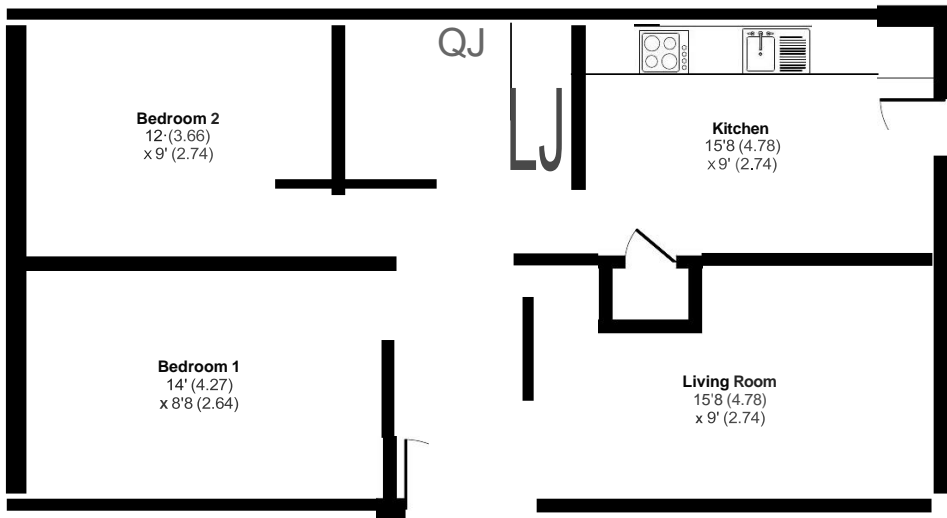 QJ
LJ
Bedroom 2
12·(3.66)
x 9' (2.74)
Kitchen
15'8 (4.78)
x 9' (2.74)
Bedroom 1
14' (4.27)
x 8'8 (2.64)
Living Room
15'8 (4.78)
x 9' (2.74)